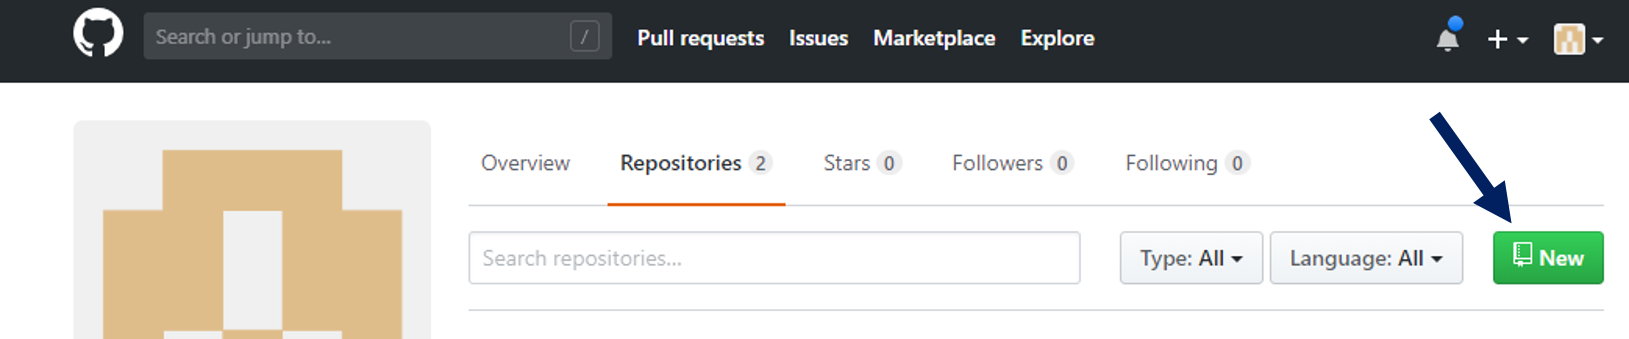 Search or jump to... / Pull requests Issues Marketplace Explore
Overview Repositories 2 Stars 0 Followers 0 Following 0
Search repositories... Type: All Language: All New